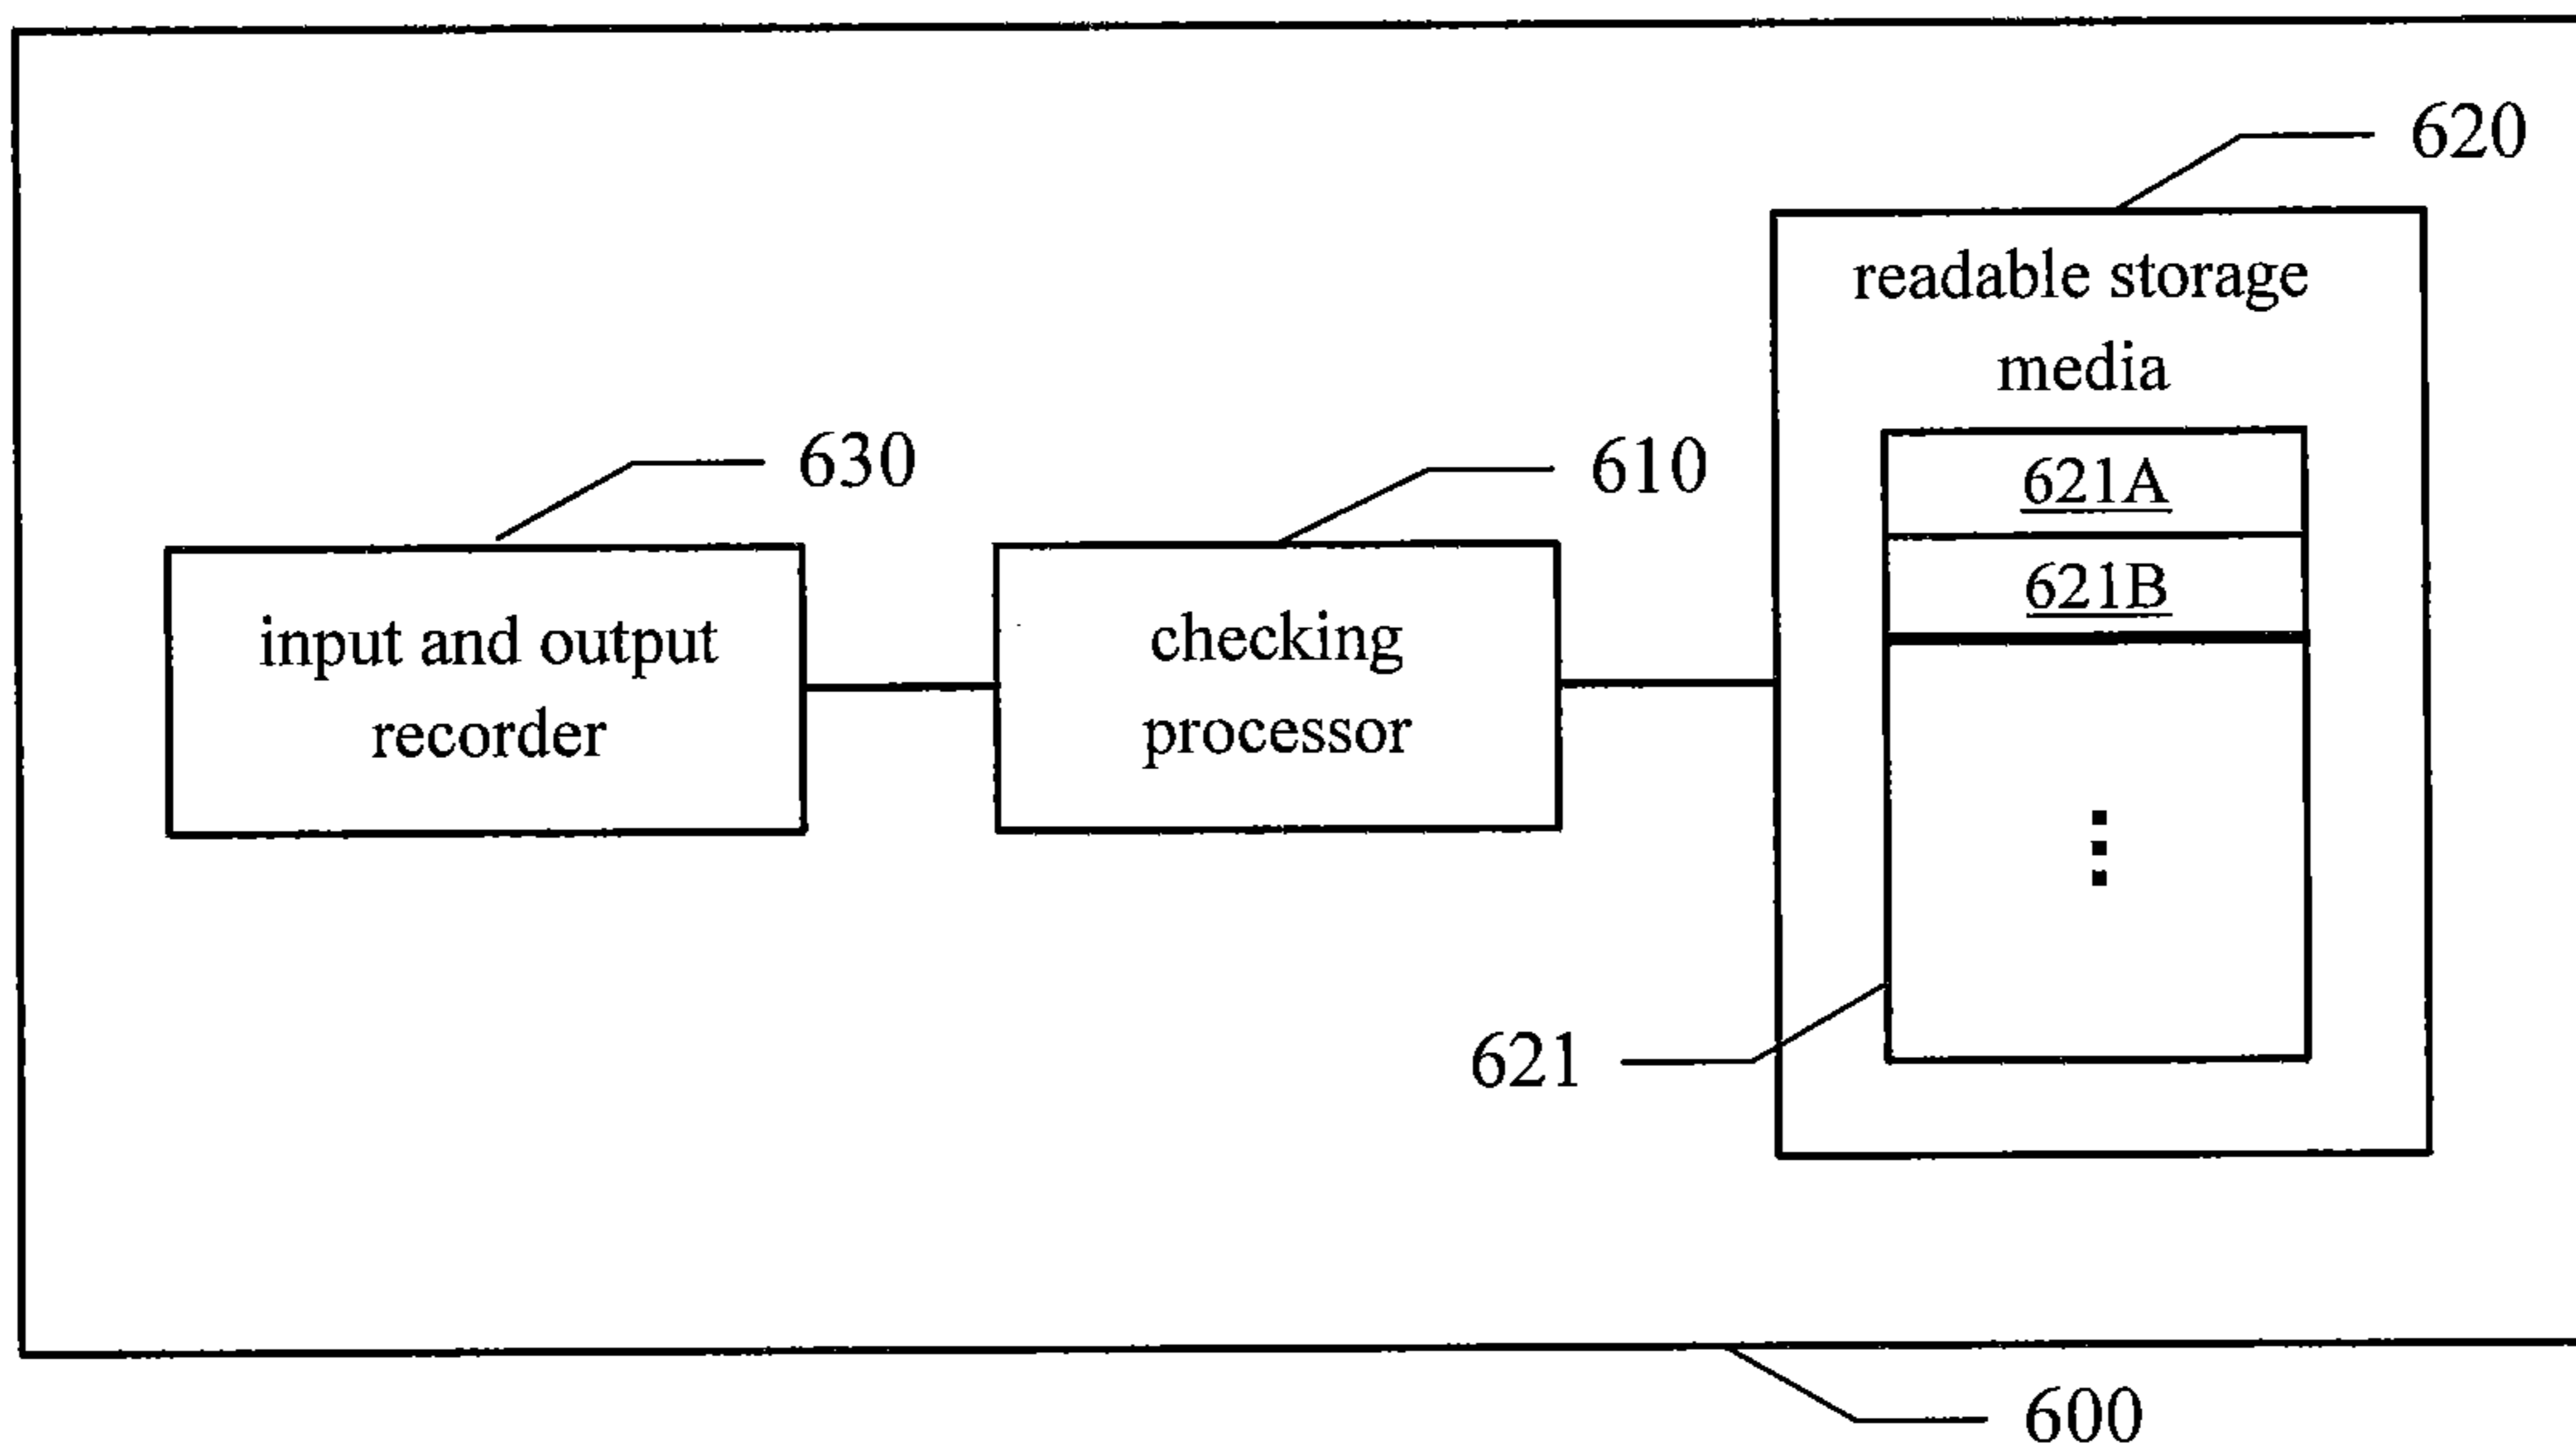 620
readable storage
media
630
610
621A
621B
input and output
recorder
checking
processor
621
600